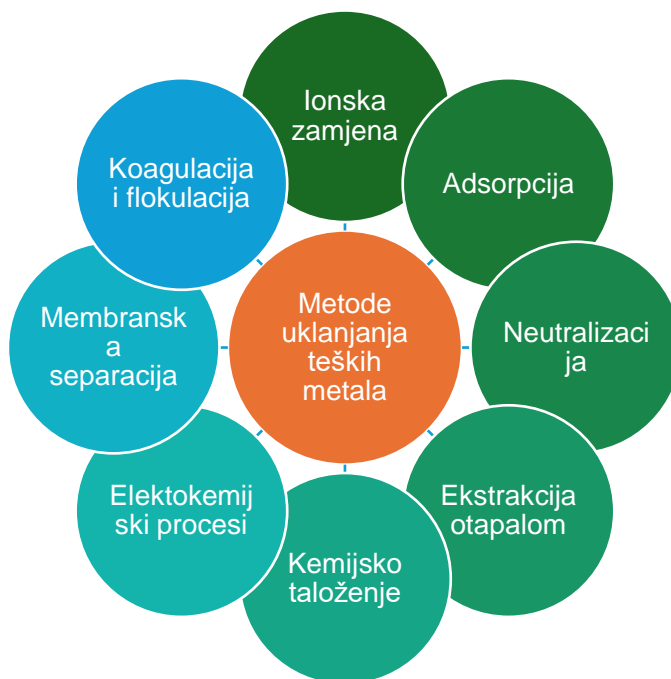 Ionska
zamjena
Adsorpcija
Neutralizaci
ja
Ekstrakcija
otapalom
Kemijsko
taloženje
Elektokemij
ski procesi
Membransk
a
separacija
Koagulacija
i flokulacija
Metode
uklanjanja
teških
metala